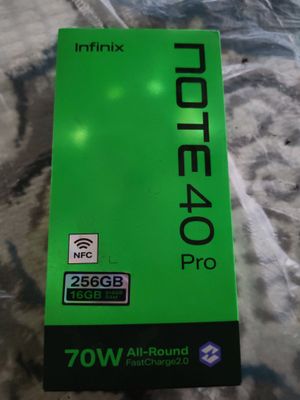 Infinix
NOTE 40
Pro
NFC
256GB
16GB
70W All-Round
FastCharge2.0